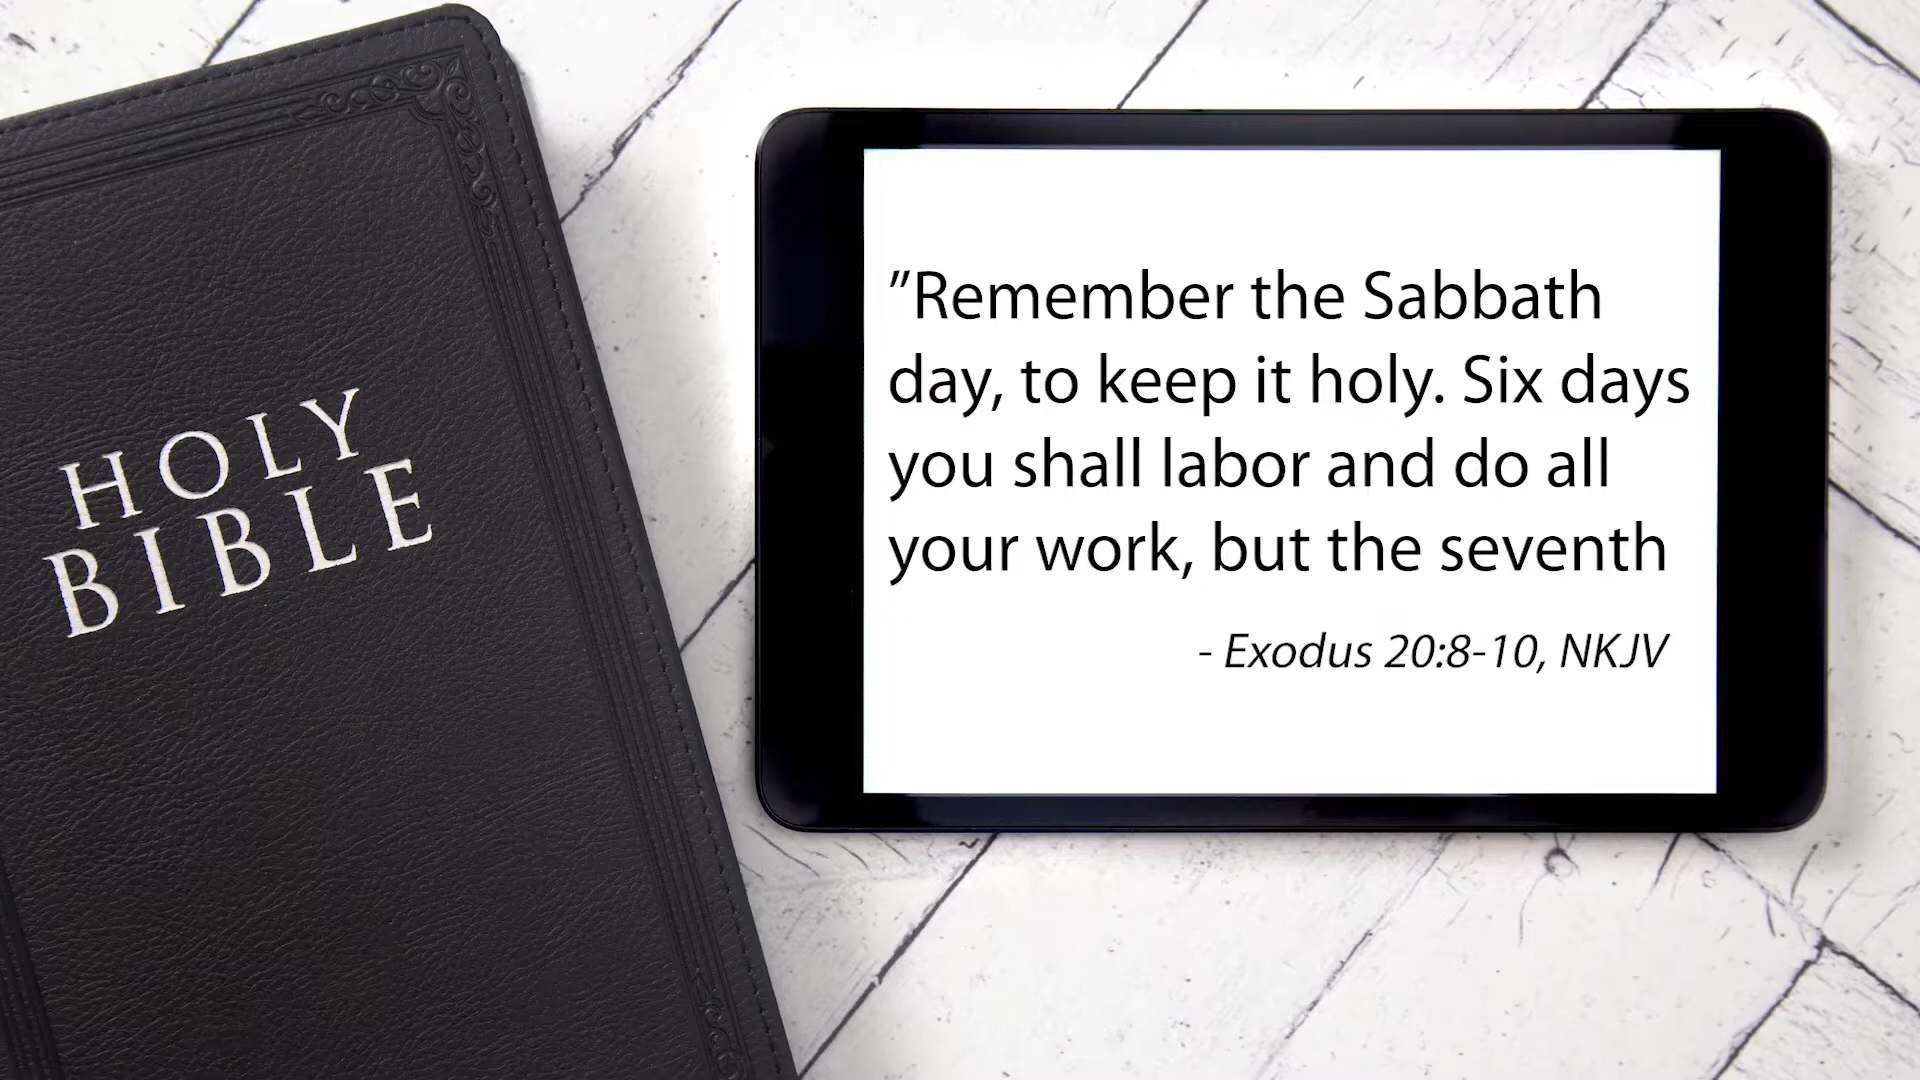 HOLY
BIBLE
"Remember the Sabbath
day, to keep it holy. Six days
you shall labor and do all
your work, but the seventh
- Exodus 20:8-10, NKJV